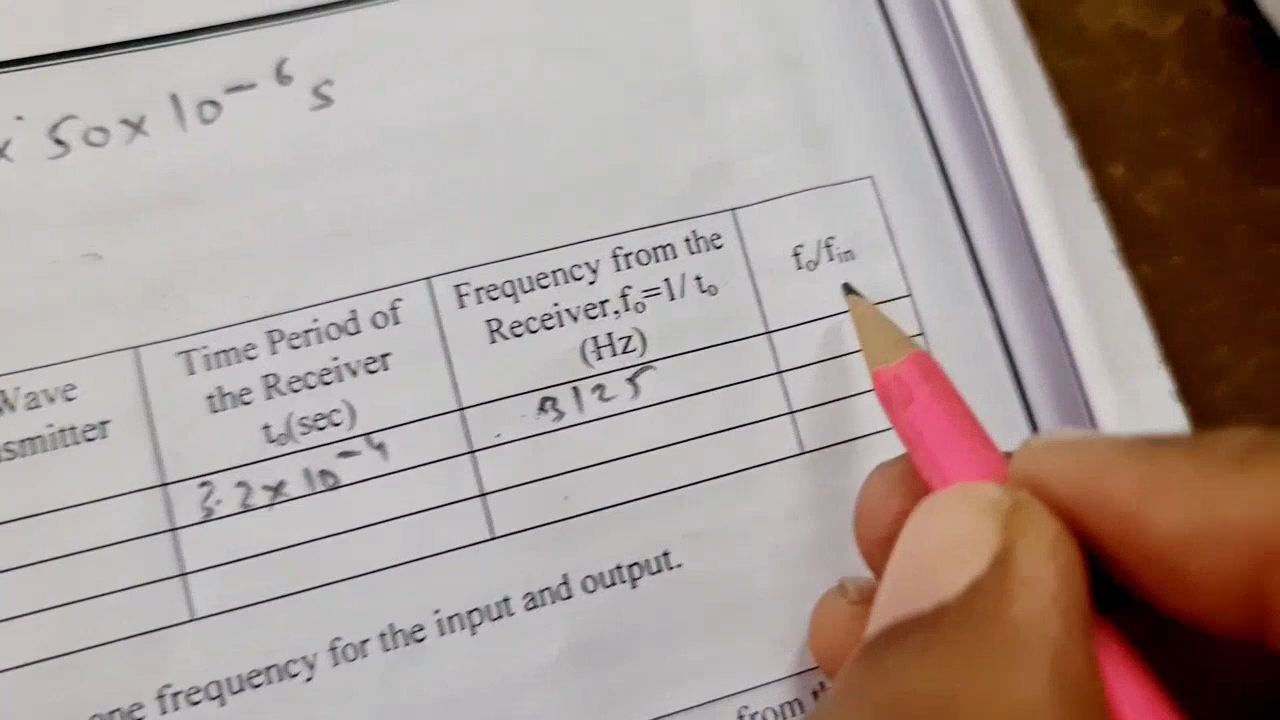 x 50 x 10⁻⁶ s
Wave
smitter
Time Period of
the Receiver
t₀(sec)
Frequency from the
Receiver,f₀=1/ t₀
(Hz)
f₀/fᵢₙ
3.2 x 10⁻⁴
3125
one frequency for the input and output.
from